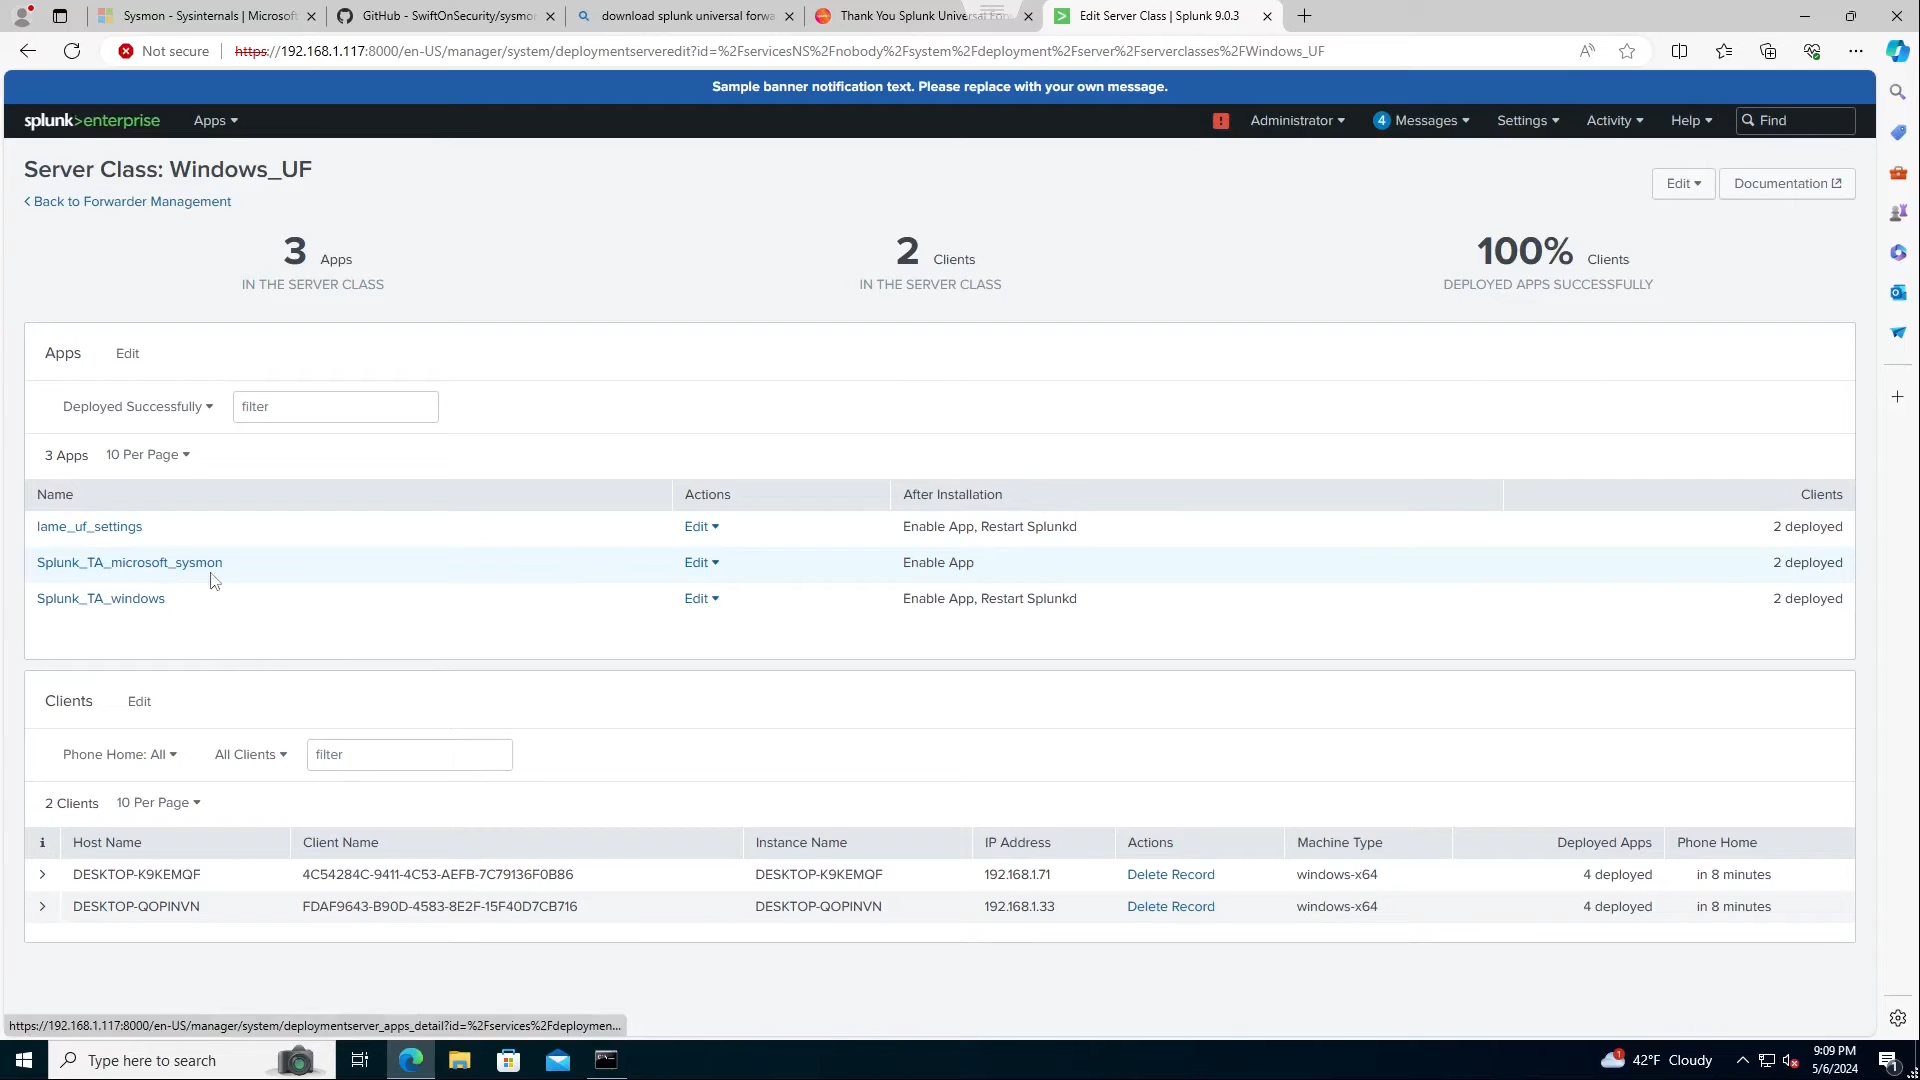 Sysmon - Sysinternals | Microsoft
GitHub - SwiftOnSecurity/sysmon
download splunk universal forwa
Thank You Splunk Universal For
Edit Server Class | Splunk 9.0.3
Not secure
https://192.168.1.117:8000/en-US/manager/system/deploymentserveredit?id=%2FservicesNS%2Fnobody%2Fsystem%2Fdeployment%2Fserver%2Fserverclasses%2FWindows_UF
Sample banner notification text. Please replace with your own message.
splunk>enterprise Apps ! Administrator 4 Messages Settings Activity Help Find
Server Class: Windows_UF
Edit Documentation
< Back to Forwarder Management
3 Apps 2 Clients 100% Clients
IN THE SERVER CLASS IN THE SERVER CLASS DEPLOYED APPS SUCCESSFULLY
Apps Edit
Deployed Successfully filter
3 Apps 10 Per Page
Name Actions After Installation Clients
lame_uf_settings Edit Enable App, Restart Splunkd 2 deployed
Splunk_TA_microsoft_sysmon Edit Enable App 2 deployed
Splunk_TA_windows Edit Enable App, Restart Splunkd 2 deployed
Clients Edit
Phone Home: All All Clients filter
2 Clients 10 Per Page
i Host Name Client Name Instance Name IP Address Actions Machine Type Deployed Apps Phone Home
> DESKTOP-K9KEMQF 4C54284C-9411-4C53-AEFB-7C79136F0B86 DESKTOP-K9KEMQF 192.168.1.71 Delete Record windows-x64 4 deployed in 8 minutes
> DESKTOP-QOPINVN FDAF9643-B90D-4583-8E2F-15F40D7CB716 DESKTOP-QOPINVN 192.168.1.33 Delete Record windows-x64 4 deployed in 8 minutes
https://192.168.1.117:8000/en-US/manager/system/deploymentserver_apps_detail?id=%2Fservices%2Fdeploymen...
Type here to search
1 42°F Cloudy
9:09 PM
5/6/2024
1